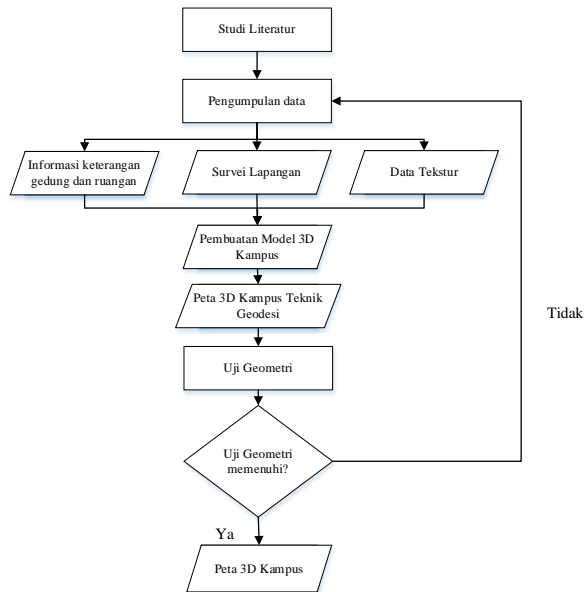 Studi Literatur
Pengumpulan data
Informasi keterangan
gedung dan ruangan
Survei Lapangan
Data Tekstur
Pembuatan Model 3D
Kampus
Peta 3D Kampus Teknik
Geodesi
Tidak
Uji Geometri
Uji Geometri
memenuhi?
Ya
Peta 3D Kampus